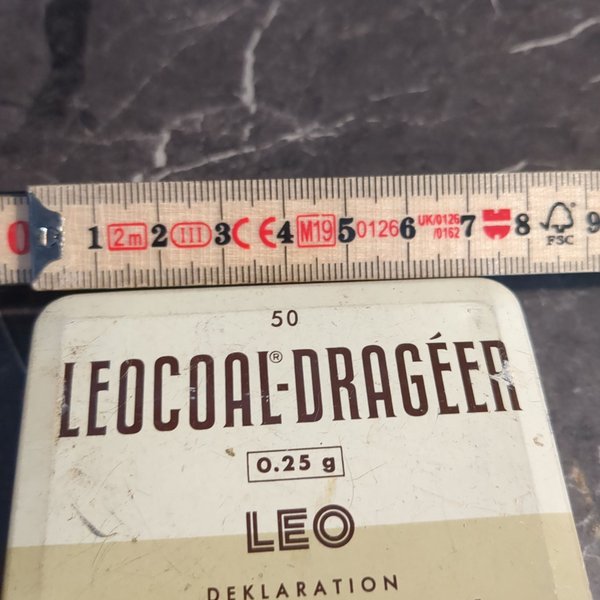 0 1 2m 2 III 3 CE 4 M19 5 0126 6 UK/0126 /0162 7 8 FSC 9
50
LEOCOAL®-DRAGÉER
0.25 g
LEO
DEKLARATION